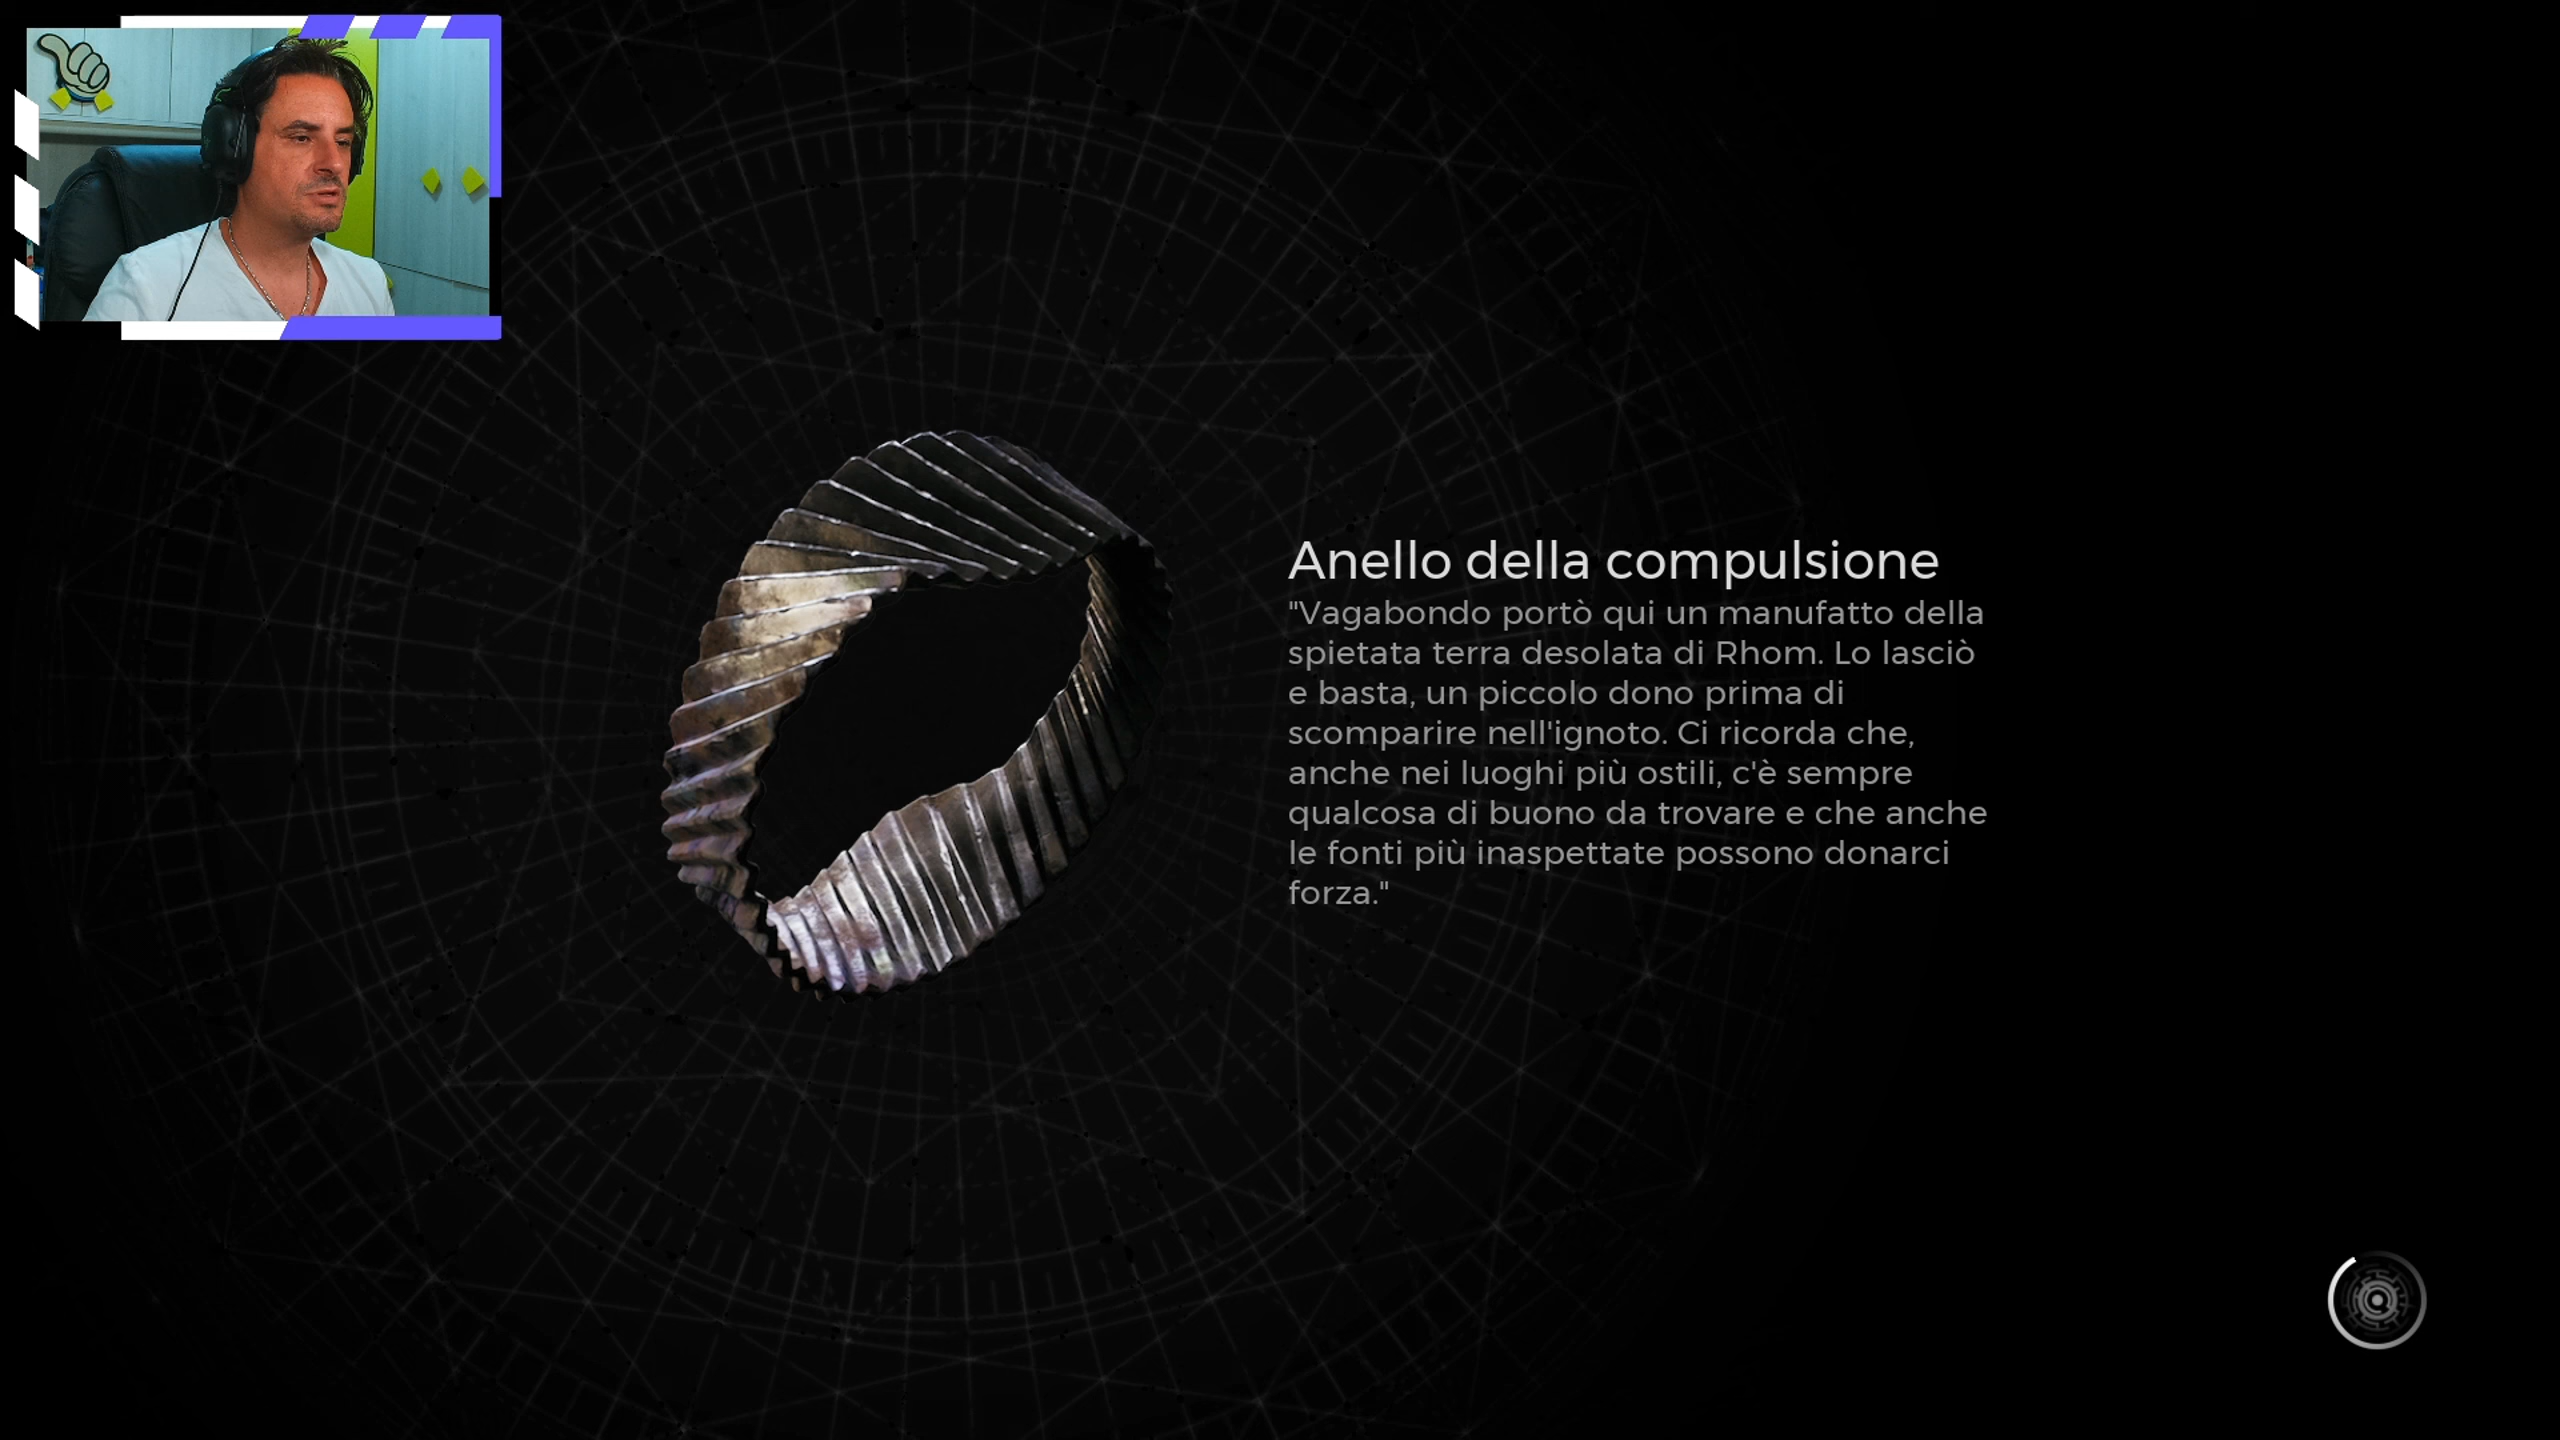 Anello della compulsione
"Vagabondo portò qui un manufatto della
spietata terra desolata di Rhom. Lo lasciò
e basta, un piccolo dono prima di
scomparire nell'ignoto. Ci ricorda che,
anche nei luoghi più ostili, c'è sempre
qualcosa di buono da trovare e che anche
le fonti più inaspettate possono donarci
forza."